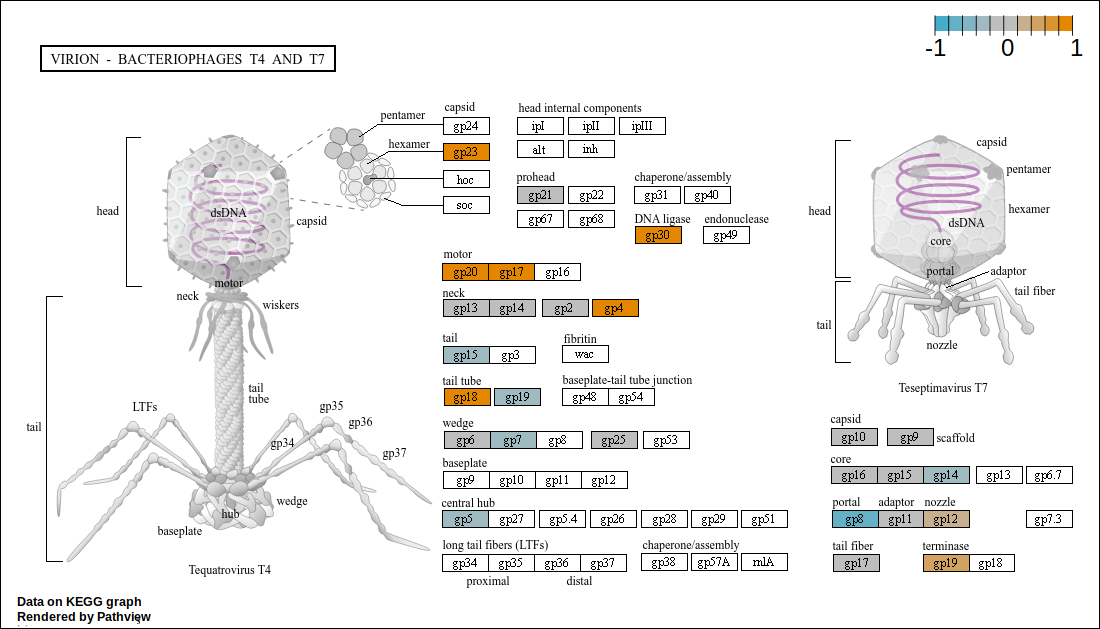 -1 0 1
VIRION - BACTERIOPHAGES T4 AND T7
capsid
head internal components
pentamer
gp24
ipI ipII ipIII
hexamer
gp23
alt inh
hoc
soc
prohead
gp21 gp22
gp67 gp68
chaperone/assembly
gp31 gp40
DNA ligase endonuclease
gp30 gp49
motor
gp20 gp17 gp16
neck
gp13 gp14 gp2 gp4
tail fibritin
gp15 gp3 wac
tail tube baseplate-tail tube junction
gp18 gp19 gp48 gp54
wedge
gp6 gp7 gp8 gp25 gp53
baseplate
gp9 gp10 gp11 gp12
central hub
gp5 gp27 gp5.4 gp26 gp28 gp29 gp51
long tail fibers (LTFs) chaperone/assembly
gp34 gp35 gp36 gp37 gp38 gp57A rnlA
proximal distal
head
dsDNA
capsid
motor
neck
wiskers
tail
tail
tube
LTFs
gp35
gp36
gp34
gp37
wedge
hub
baseplate
Tequatrovirus T4
capsid
pentamer
head
hexamer
dsDNA
core
portal
adaptor
tail fiber
tail
nozzle
Teseptimavirus T7
capsid
gp10 gp9 scaffold
core
gp16 gp15 gp14 gp13 gp6.7
portal adaptor nozzle
gp8 gp11 gp12 gp7.3
tail fiber terminase
gp17 gp19 gp18
Data on KEGG graph
Rendered by Pathview